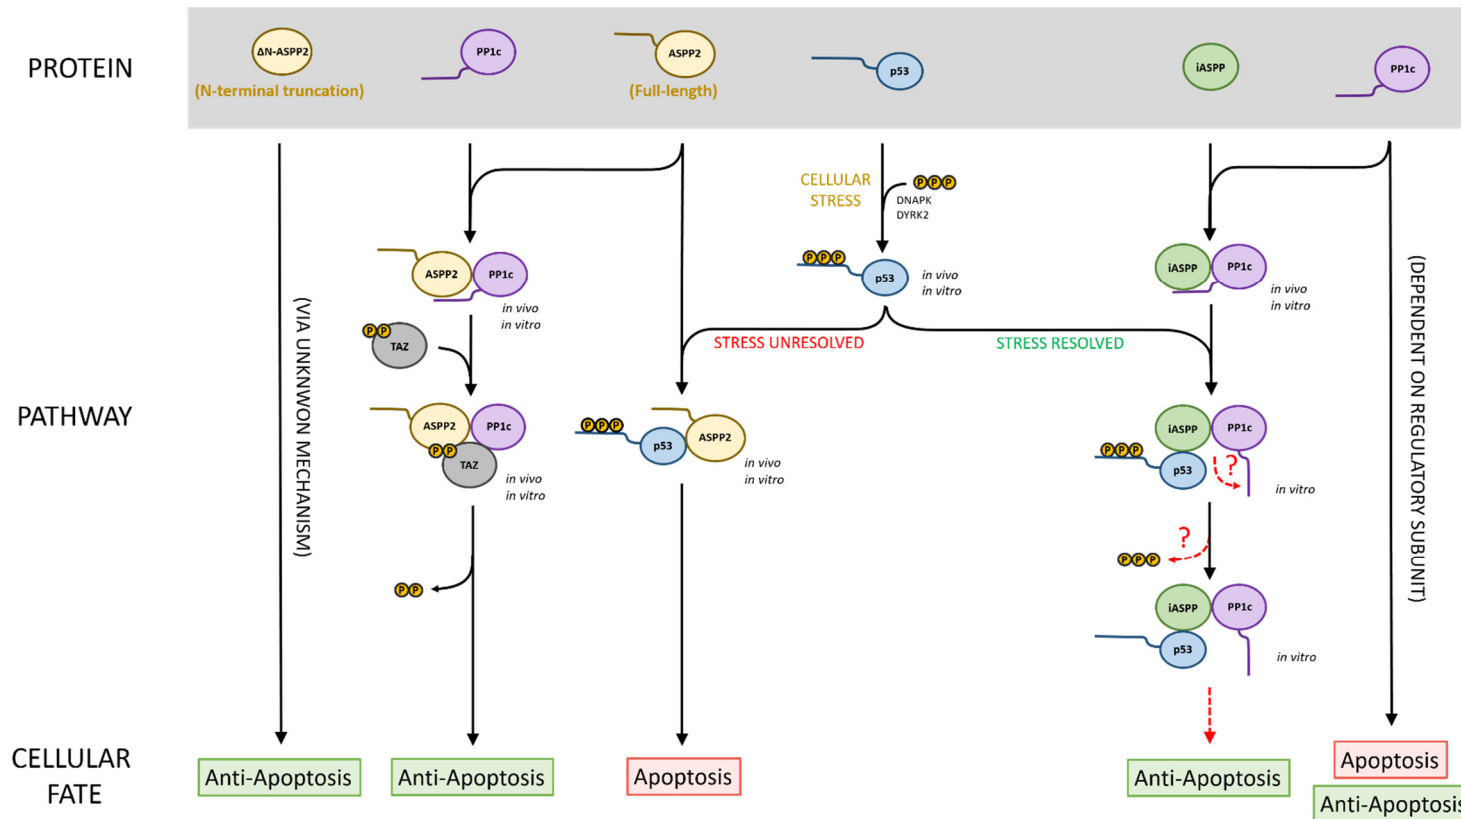 PROTEIN
ΔN-ASPP2
(N-terminal truncation)
PP1c
ASPP2
(Full-length)
p53
iASPP
PP1c
CELLULAR
STRESS
P P P
DNAPK
DYRK2
ASPP2
PP1c
in vivo
in vitro
P P P
p53
in vivo
in vitro
iASPP
PP1c
in vivo
in vitro
(VIA UNKNWON MECHANISM)
(DEPENDENT ON REGULATORY SUBUNIT)
P P
TAZ
STRESS UNRESOLVED
STRESS RESOLVED
PATHWAY
ASPP2
PP1c
P P
TAZ
in vivo
in vitro
P P P
p53
ASPP2
in vivo
in vitro
iASPP
PP1c
P P P
p53
?
in vitro
P P
?
P P P
iASPP
PP1c
p53
in vitro
CELLULAR
FATE
Anti-Apoptosis
Anti-Apoptosis
Apoptosis
Anti-Apoptosis
Apoptosis
Anti-Apoptosis